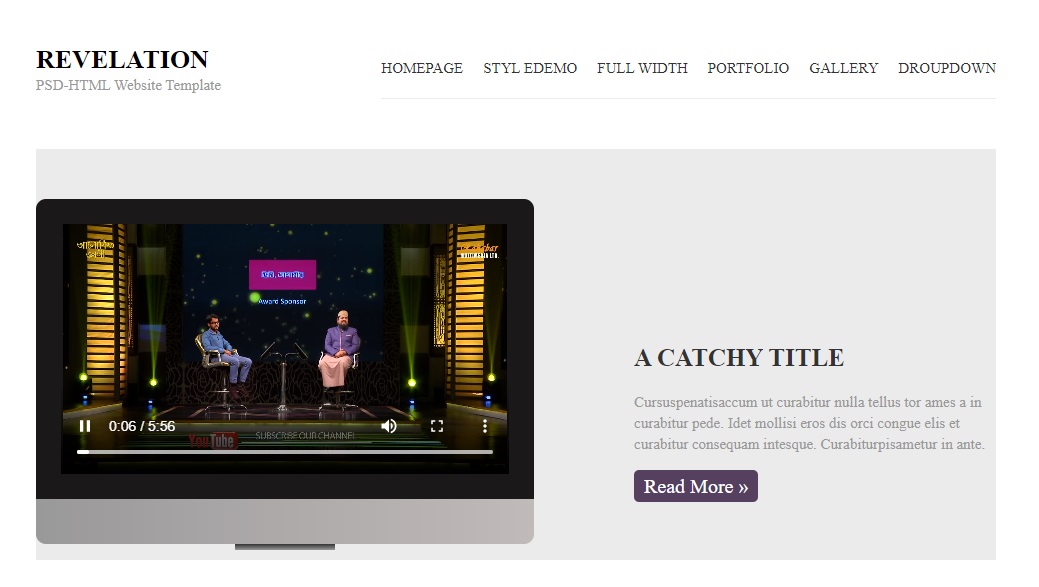 REVELATION
PSD-HTML Website Template
HOMEPAGE STYL EDEMO FULL WIDTH PORTFOLIO GALLERY DROUPDOWN
Award Sponsor
0:06 / 5:56
YouTube SUBSCRIBE OUR CHANNEL
A CATCHY TITLE
Cursuspenatisaccum ut curabitur nulla tellus tor ames a in
curabitur pede. Idet mollisi eros dis orci congue elis et
curabitur consequam intesque. Curabiturpisametur in ante.
Read More »